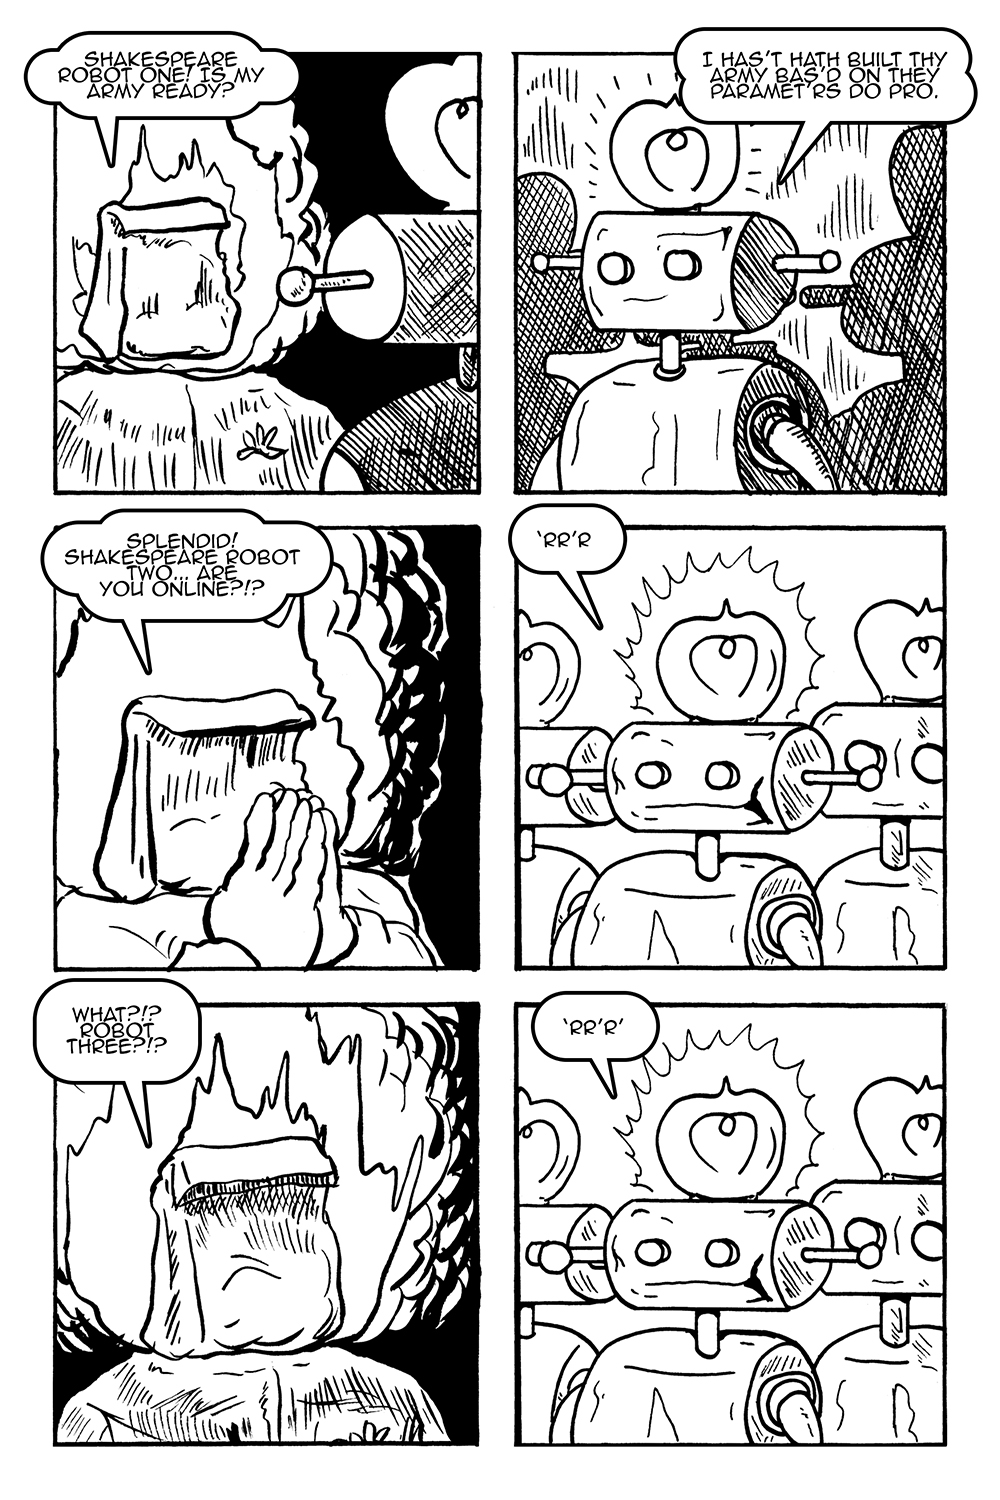 SHAKESPEARE
ROBOT ONE! IS MY
ARMY READY?
I HAS'T HATH BUILT THY
ARMY BAS'D ON THEY
PARAMET'RS DO PRO.
SPLENDID!
SHAKESPEARE ROBOT
TWO... ARE
YOU ONLINE?!?
'RR'R
WHAT?!?
ROBOT
THREE?!?
'RR'R'